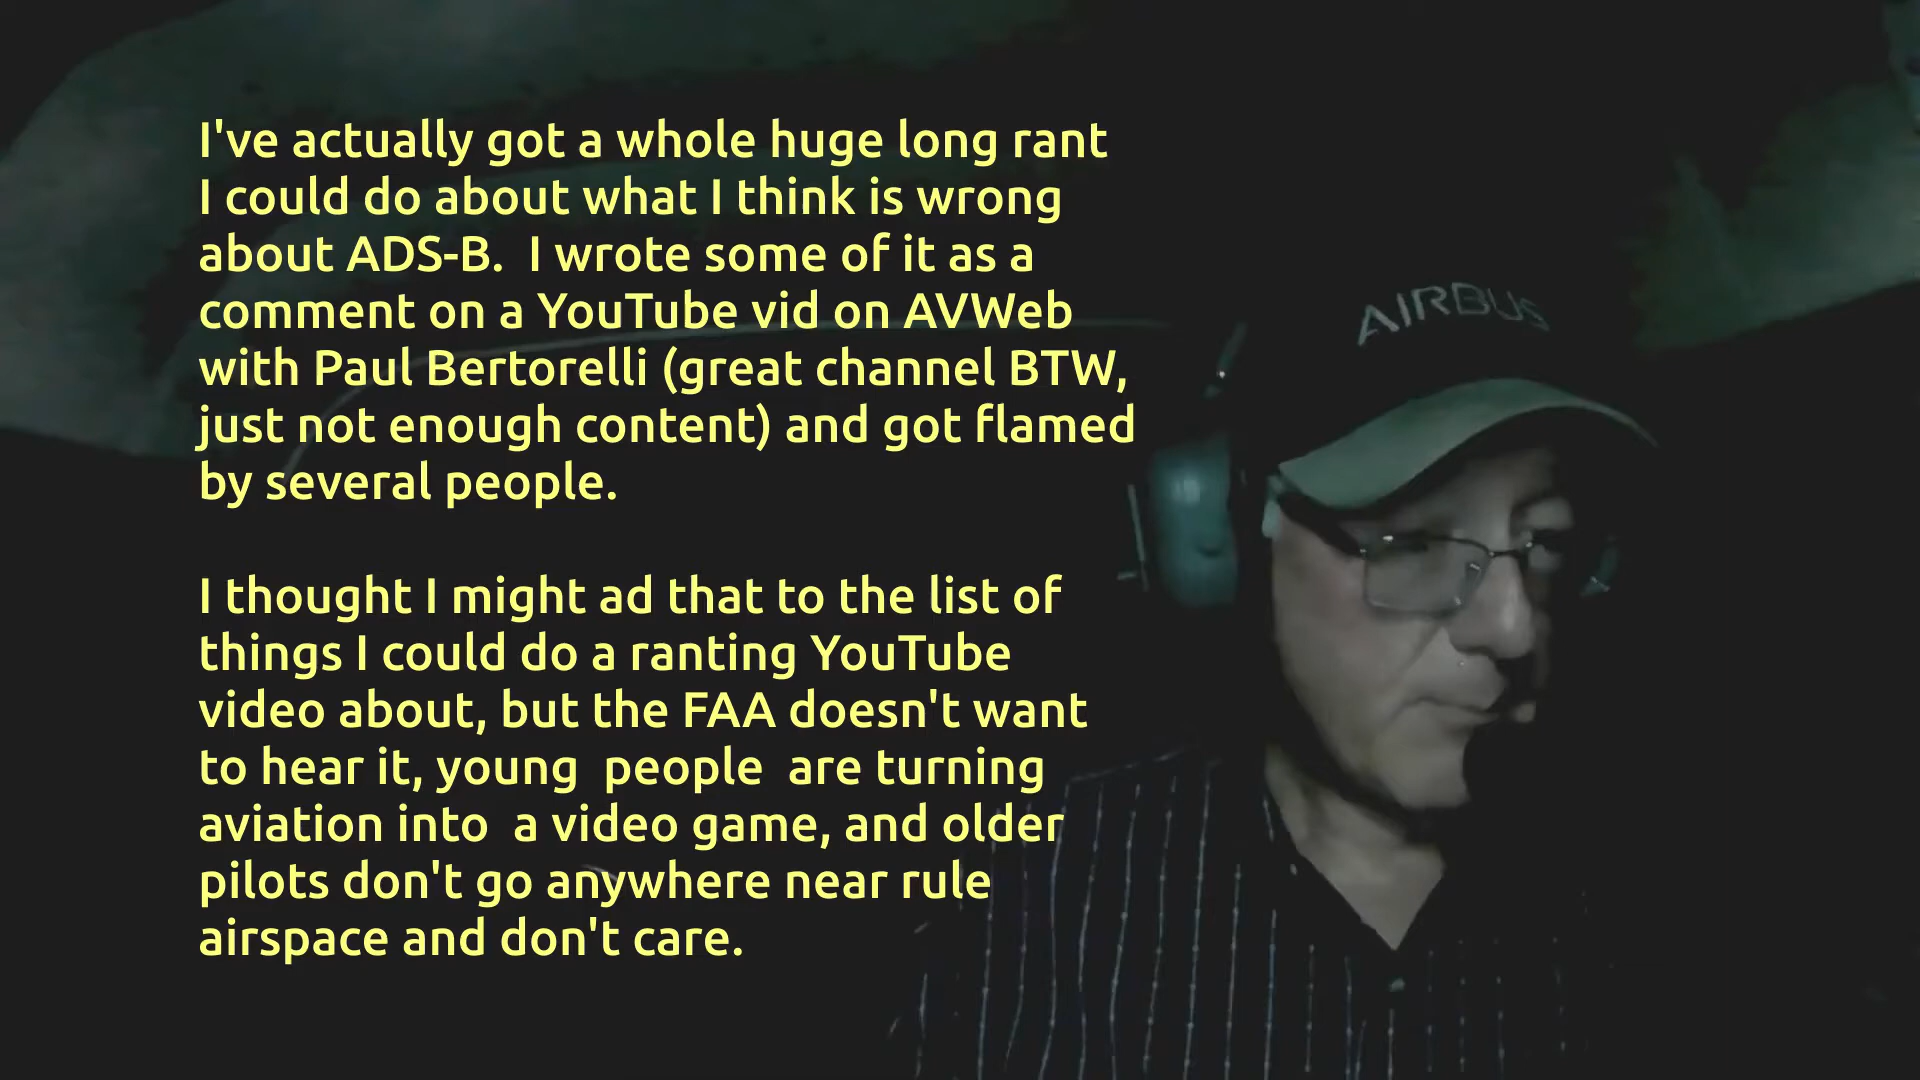 I've actually got a whole huge long rant
I could do about what I think is wrong
about ADS-B.  I wrote some of it as a
comment on a YouTube vid on AVWeb
with Paul Bertorelli (great channel BTW,
just not enough content) and got flamed
by several people.
I thought I might ad that to the list of
things I could do a ranting YouTube
video about, but the FAA doesn't want
to hear it, young  people  are turning
aviation into  a video game, and older
pilots don't go anywhere near rule
airspace and don't care.
AIRBUS